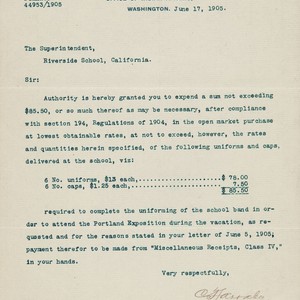 44953/1905
WASHINGTON. June 17, 1905.
The Superintendent,
Riverside School, California.
Sir:
Authority is hereby granted you to expend a sum not exceeding
$85.50, or so much as may be necessary, after compliance
with section 194, Regulations of 1904, in the open market purchase
at lowest obtainable rates, at not to exceed, however, the rates
and quantities herein specified, of the following uniforms and caps,
delivered at the school, viz:
6 No. uniforms, $13 each, $ 78.00
6 No. caps, $1.25 each, 7.50
$ 85.50
required to complete the uniforming of the school band in or-
der to attend the Portland Exposition during the vacation, as re-
quested and for the reasons stated in your letter of June 5, 1905;
payment therefor to be made from "Miscellaneous Receipts, Class IV,"
in your hands.
Very respectfully,